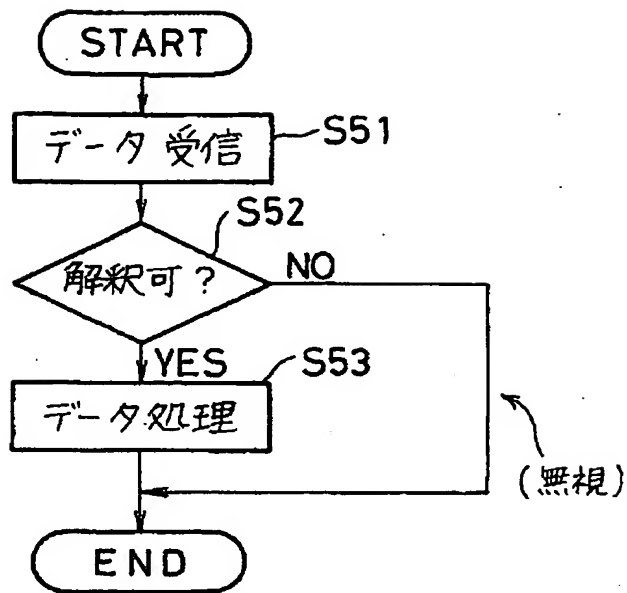 START
データ受信
S51
S52
解釈可?
NO
YES
S53
データ処理
(無視)
END